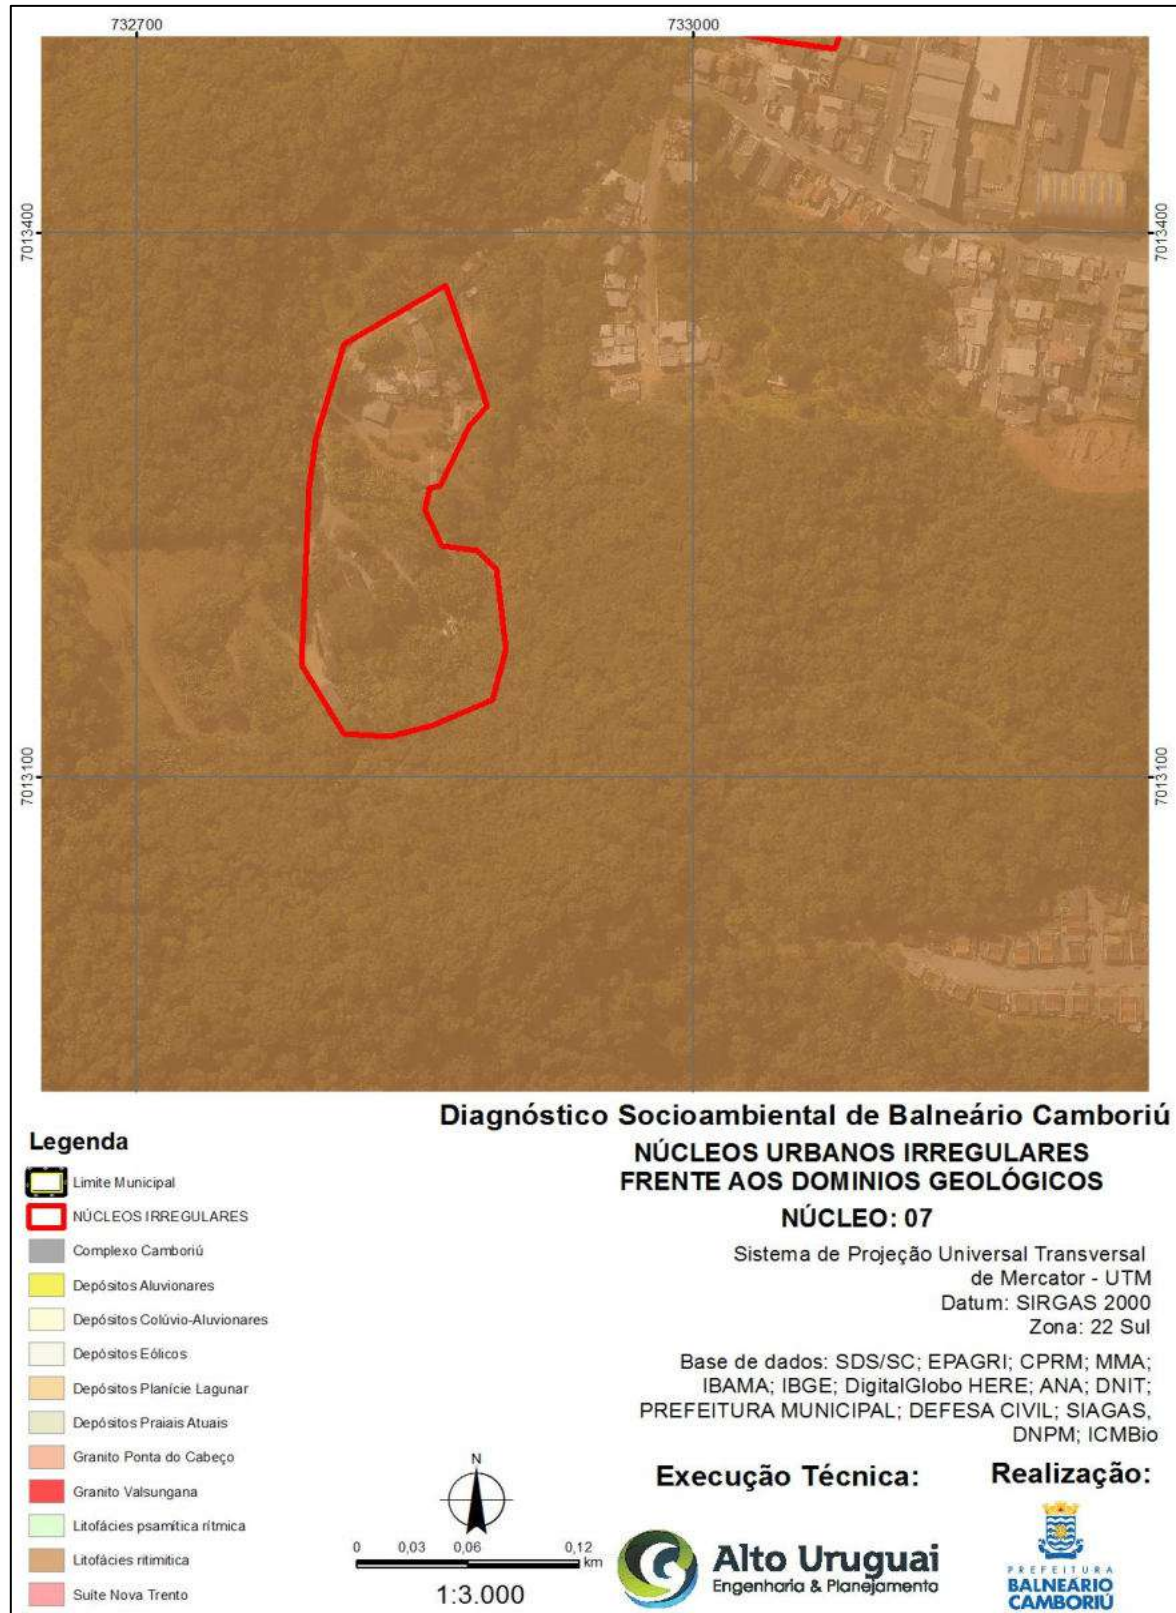 732700
733000
7013400
7013400
7013100
7013100
Diagnóstico Socioambiental de Balneário Camboriú
NÚCLEOS URBANOS IRREGULARES
FRENTE AOS DOMINIOS GEOLÓGICOS
NÚCLEO: 07
Sistema de Projeção Universal Transversal
de Mercator - UTM
Datum: SIRGAS 2000
Zona: 22 Sul
Base de dados: SDS/SC; EPAGRI; CPRM; MMA;
IBAMA; IBGE; DigitalGlobo HERE; ANA; DNIT;
PREFEITURA MUNICIPAL; DEFESA CIVIL; SIAGAS,
DNPM; ICMBio
Legenda
Limite Municipal
NÚCLEOS IRREGULARES
Complexo Camboriú
Depósitos Aluvionares
Depósitos Colúvio-Aluvionares
Depósitos Eólicos
Depósitos Planície Lagunar
Depósitos Praiais Atuais
Granito Ponta do Cabeço
Granito Valsungana
Litofácies psamítica rítmica
Litofácies ritimitica
Suíte Nova Trento
N
0 0,03 0,06 0,12
km
1:3.000
Execução Técnica:
Alto Uruguai
Engenharia & Planejamento
Realização:
PREFEITURA
BALNEÁRIO
CAMBORIÚ